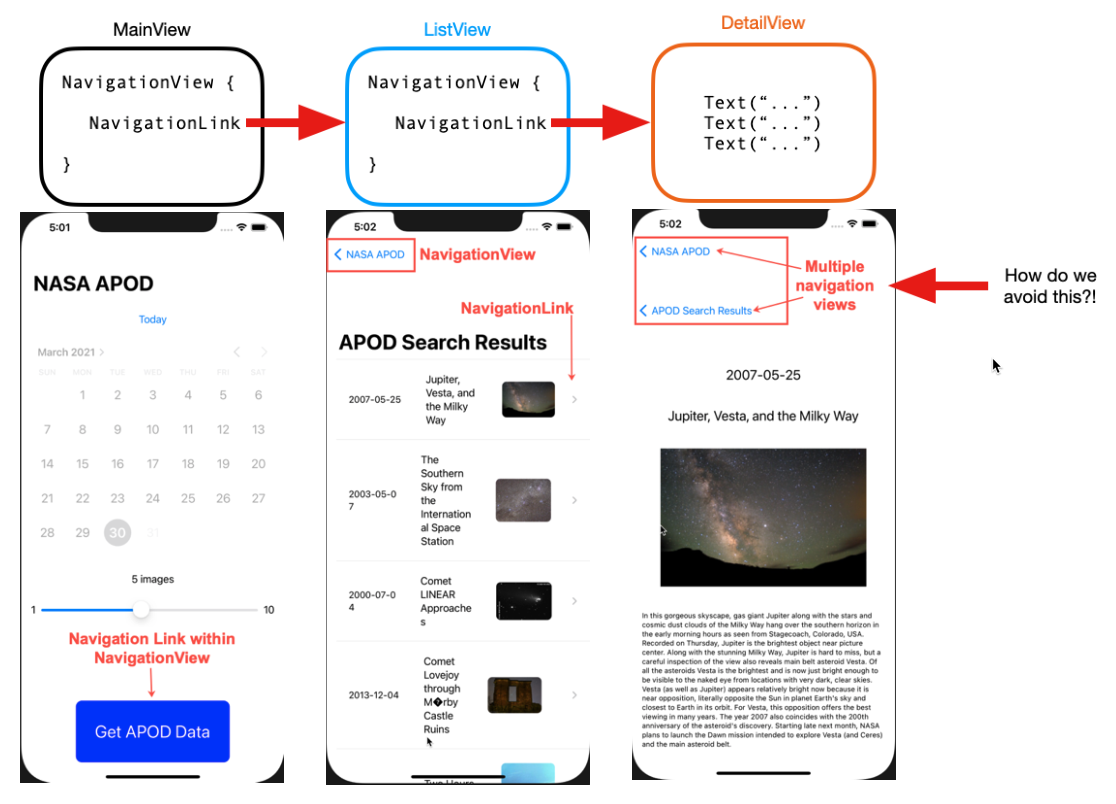 MainView
NavigationView {
NavigationLink
}
ListView
NavigationView {
NavigationLink
}
DetailView
Text(“...”)
Text(“...”)
Text(“...”)
5:01
NASA APOD
Today
March 2021
SUN MON TUE WED THU FRI SAT
1 2 3 4 5 6
7 8 9 10 11 12 13
14 15 16 17 18 19 20
21 22 23 24 25 26 27
28 29 30 31
5 images
1 10
Navigation Link within
NavigationView
Get APOD Data
5:02
NASA APOD
NavigationView
NavigationLink
APOD Search Results
2007-05-25
Jupiter,
Vesta, and
the Milky
Way
2003-05-0
7
The
Southern
Sky from
the
Internation
al Space
Station
2000-07-0
4
Comet
LINEAR
Approache
s
2013-12-04
Comet
Lovejoy
through
M�rby
Castle
Ruins
Two Hours
5:02
NASA APOD
APOD Search Results
Multiple
navigation
views
How do we
avoid this?!
2007-05-25
Jupiter, Vesta, and the Milky Way
In this gorgeous skyscape, gas giant Jupiter along with the stars and
cosmic dust clouds of the Milky Way hang over the southern horizon in
the early morning hours as seen from Stagecoach, Colorado, USA.
Recorded on Thursday, Jupiter is the brightest object near picture
center. Along with the stunning Milky Way, Jupiter is hard to miss, but a
careful inspection of the view also reveals main belt asteroid Vesta. Of
all the asteroids Vesta is the brightest and is now just bright enough to
be visible to the naked eye from locations with very dark, clear skies.
Vesta (as well as Jupiter) appears relatively bright now because it is
near opposition, literally opposite the Sun in planet Earth's sky and
closest to Earth in its orbit. For Vesta, this opposition offers the best
viewing in many years. The year 2007 also coincides with the 200th
anniversary of the asteroid's discovery. Starting late next month, NASA
plans to launch the Dawn mission intended to explore Vesta (and Ceres)
and the main asteroid belt.